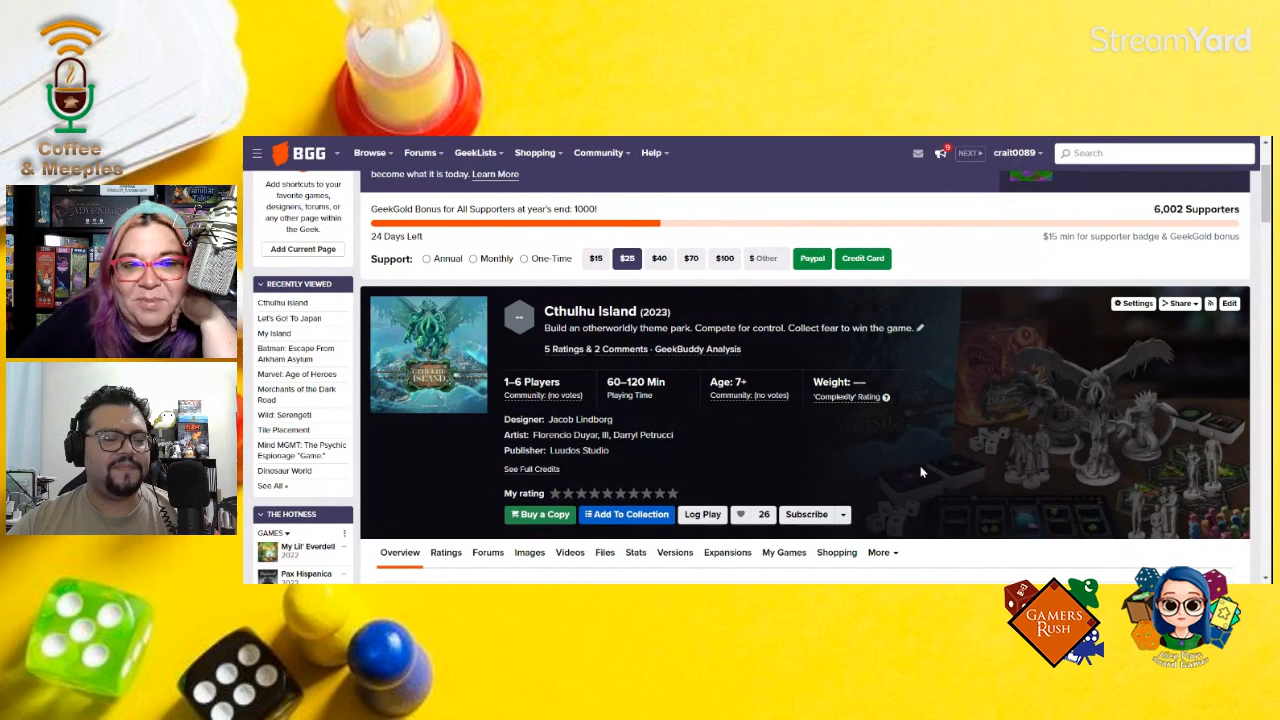 StreamYard
Coffee
& Meeples
BGG
Browse
Forums
GeekLists
Shopping
Community
Help
9
NEXT
crait0089
Search
Add shortcuts to your
favorite games,
designers, forums, or
any other page within
the Geek.
Add Current Page
become what it is today. Learn More
GeekGold Bonus for All Supporters at year's end: 1000!
6,002 Supporters
24 Days Left
$15 min for supporter badge & GeekGold bonus
Support: Annual Monthly One-Time $15 $25 $40 $70 $100 $ Other Paypal Credit Card
RECENTLY VIEWED
Cthulhu Island
Let's Go! To Japan
My Island
Batman: Escape From
Arkham Asylum
Marvel: Age of Heroes
Merchants of the Dark
Road
Wild: Serengeti
Tile Placement
Mind MGMT: The Psychic
Espionage "Game."
Dinosaur World
See All »
THE HOTNESS
GAMES
My Lil' Everdell
2022
Pax Hispanica
2022
CTHULHU
ISLAND
--
Cthulhu Island (2023)
Build an otherworldly theme park. Compete for control. Collect fear to win the game.
Settings
Share
Edit
5 Ratings & 2 Comments · GeekBuddy Analysis
1–6 Players
Community: (no votes)
60–120 Min
Playing Time
Age: 7+
Community: (no votes)
Weight: —
'Complexity' Rating
Designer: Jacob Lindborg
Artist: Florencio Duyar, III, Darryl Petrucci
Publisher: Luudos Studio
See Full Credits
My rating
Buy a Copy
Add To Collection
Log Play
26
Subscribe
Overview Ratings Forums Images Videos Files Stats Versions Expansions My Games Shopping More
GAMERS
RUSH
Board Games